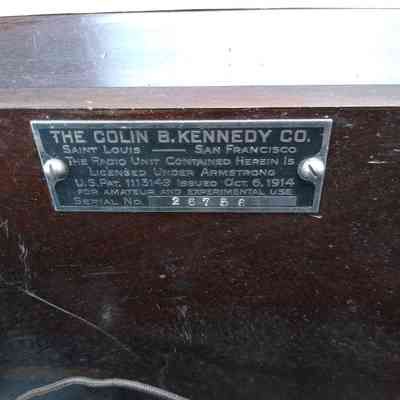 THE COLIN B. KENNEDY CO.
SAINT LOUIS — SAN FRANCISCO
THE RADIO UNIT CONTAINED HEREIN IS
LICENSED UNDER ARMSTRONG
U.S. PAT. 1113149 ISSUED OCT. 6, 1914
FOR AMATEUR AND EXPERIMENTAL USE
SERIAL NO. 26756